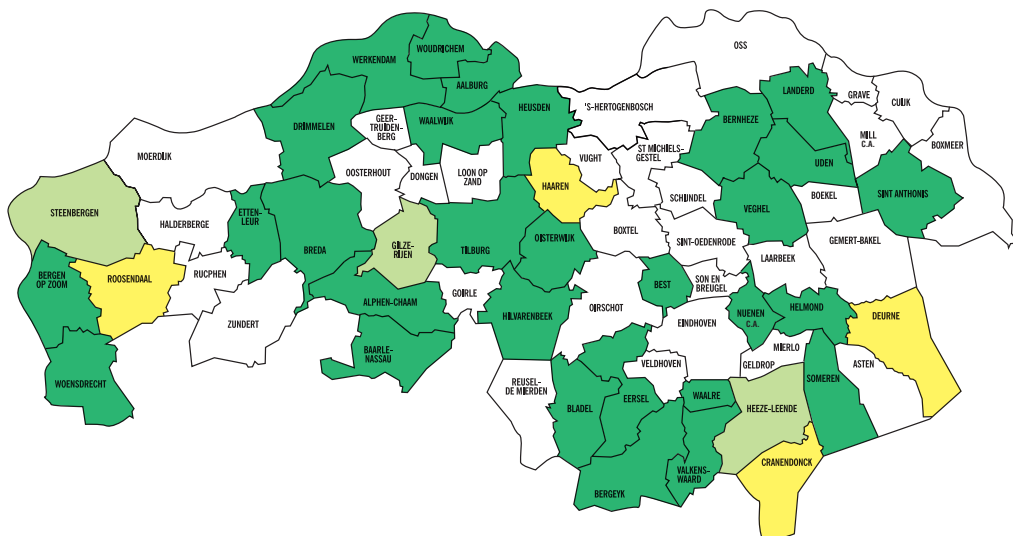 WOUDRICHEM
WERKENDAM
AALBURG
OSS
LANDERD
GRAVE
CUIJK
HEUSDEN
'S-HERTOGENBOSCH
GEER-
TRUIDEN-
BERG
WAALWIJK
DRIMMELEN
BERNHEZE
MILL
C.A.
BOXMEER
ST MICHIELS-
GESTEL
VUGHT
UDEN
MOERDIJK
OOSTERHOUT
DONGEN
LOON OP
ZAND
HAAREN
SCHIJNDEL
BOEKEL
SINT ANTHONIS
STEENBERGEN
HALDERBERGE
ETTEN-
LEUR
BREDA
GILZE-
RIJEN
TILBURG
OISTERWIJK
BOXTEL
VEGHEL
SINT-OEDENRODE
GEMERT-BAKEL
BERGEN
OP ZOOM
ROOSENDAAL
RUCPHEN
LAARBEEK
ZUNDERT
ALPHEN-CHAAM
GOIRLE
HILVARENBEEK
OIRSCHOT
BEST
SON EN
BREUGEL
NUENEN
C.A.
HELMOND
DEURNE
EINDHOVEN
BAARLE-
NASSAU
WOENSDRECHT
REUSEL-
DE MIERDEN
VELDHOVEN
GELDROP
MIERLO
ASTEN
SOMEREN
BLADEL
EERSEL
WAALRE
HEEZE-LEENDE
CRANENDONCK
VALKENS-
WAARD
BERGEYK